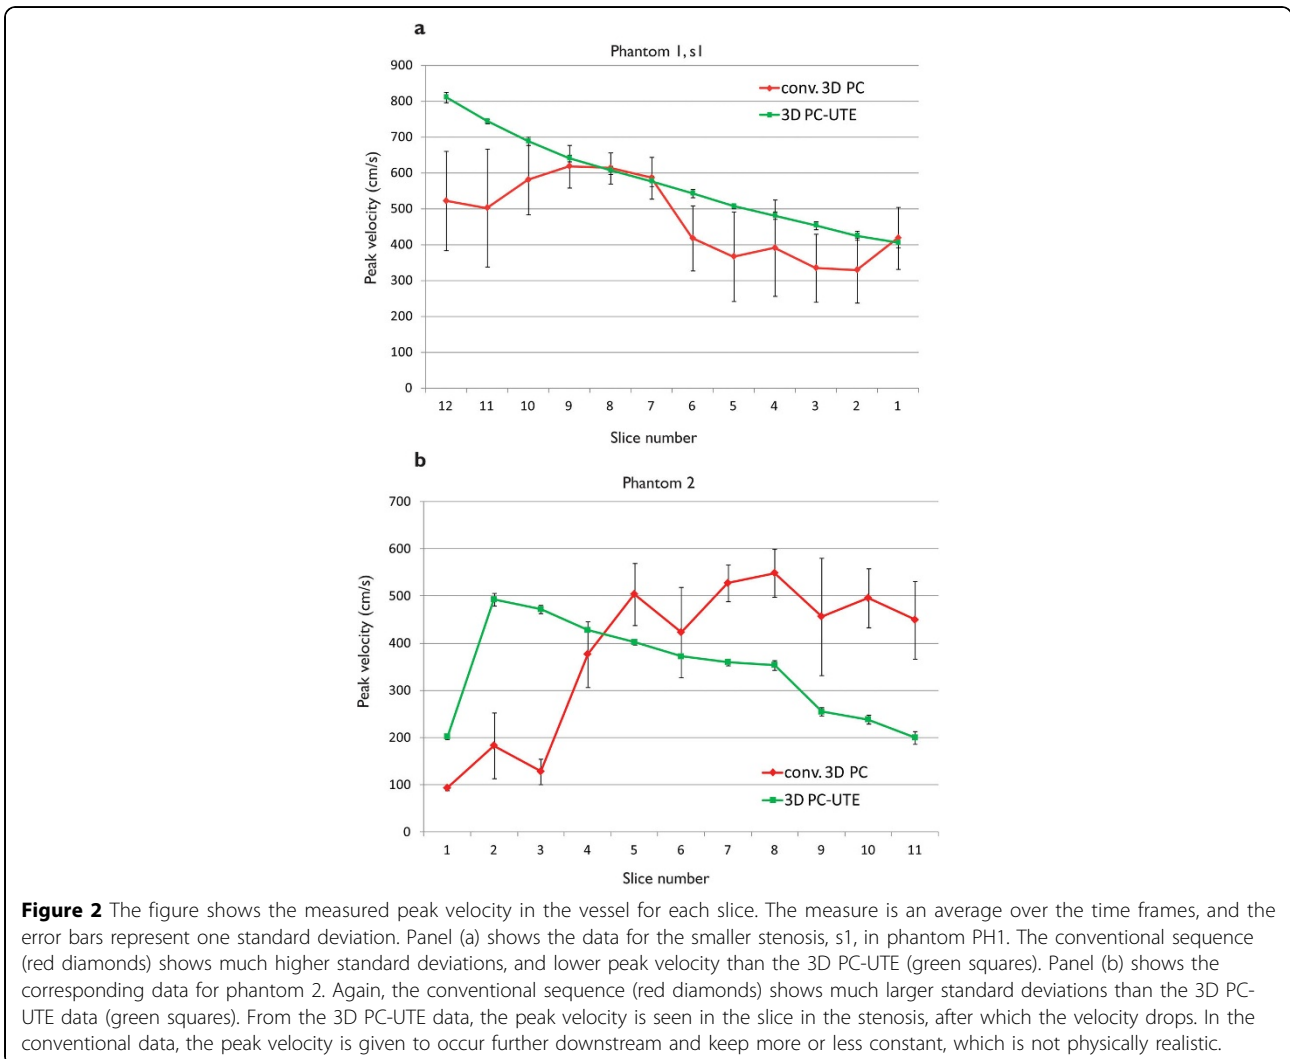 a
Phantom 1, s1
900
800
700
600
500
400
300
200
100
0
Peak velocity (cm/s)
conv. 3D PC
3D PC-UTE
12 11 10 9 8 7 6 5 4 3 2 1
Slice number
b
Phantom 2
700
600
500
400
300
200
100
0
Peak velocity (cm/s)
conv. 3D PC
3D PC-UTE
1 2 3 4 5 6 7 8 9 10 11
Slice number
Figure 2 The figure shows the measured peak velocity in the vessel for each slice. The measure is an average over the time frames, and the
error bars represent one standard deviation. Panel (a) shows the data for the smaller stenosis, s1, in phantom PH1. The conventional sequence
(red diamonds) shows much higher standard deviations, and lower peak velocity than the 3D PC-UTE (green squares). Panel (b) shows the
corresponding data for phantom 2. Again, the conventional sequence (red diamonds) shows much larger standard deviations than the 3D PC-
UTE data (green squares). From the 3D PC-UTE data, the peak velocity is seen in the slice in the stenosis, after which the velocity drops. In the
conventional data, the peak velocity is given to occur further downstream and keep more or less constant, which is not physically realistic.